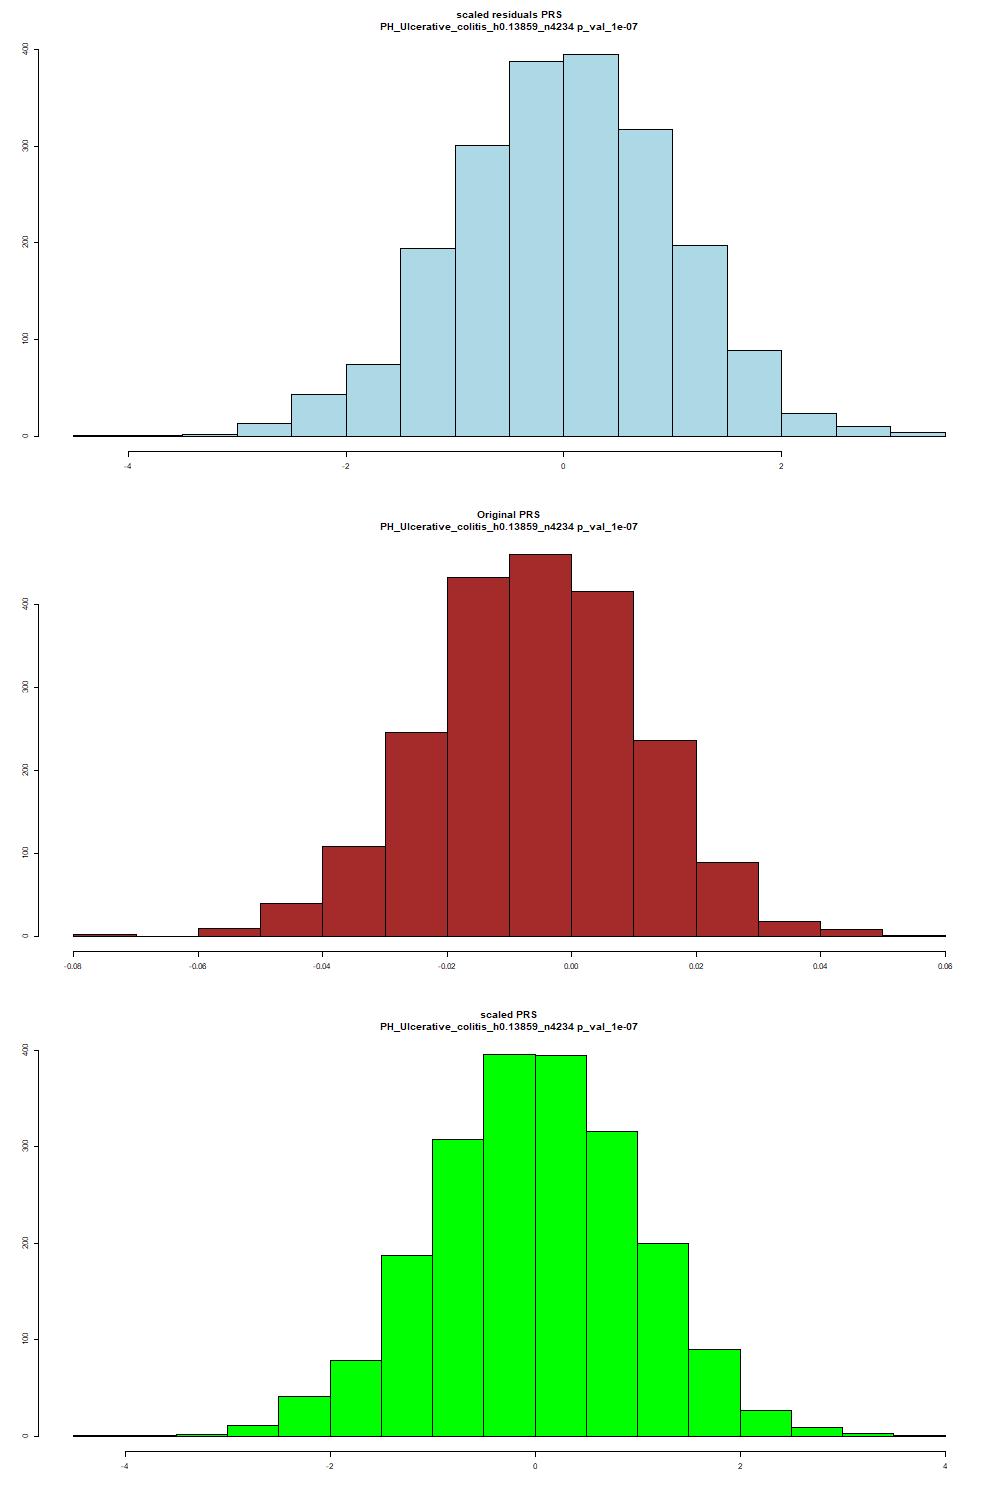 scaled residuals PRS
PH_Ulcerative_colitis_h0.13859_n4234 p_val_1e-07
400
300
200
100
0
-4 -2 0 2
Original PRS
PH_Ulcerative_colitis_h0.13859_n4234 p_val_1e-07
400
300
200
100
0
-0.08 -0.06 -0.04 -0.02 0.00 0.02 0.04 0.06
scaled PRS
PH_Ulcerative_colitis_h0.13859_n4234 p_val_1e-07
400
300
200
100
0
-4 -2 0 2 4